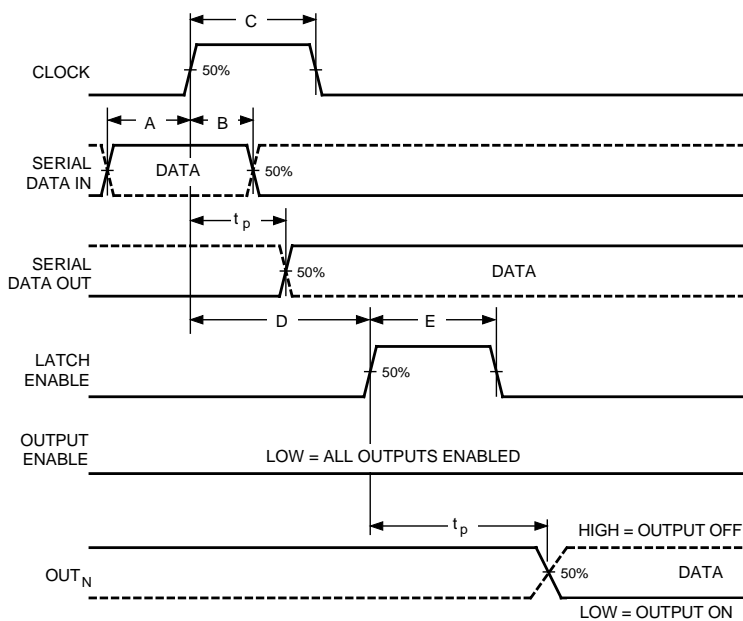 C
CLOCK
50%
A
B
SERIAL
DATA IN
DATA
50%
t p
SERIAL
DATA OUT
50%
DATA
D
E
LATCH
ENABLE
50%
OUTPUT
ENABLE
LOW = ALL OUTPUTS ENABLED
t p
HIGH = OUTPUT OFF
OUT N
50%
DATA
LOW = OUTPUT ON